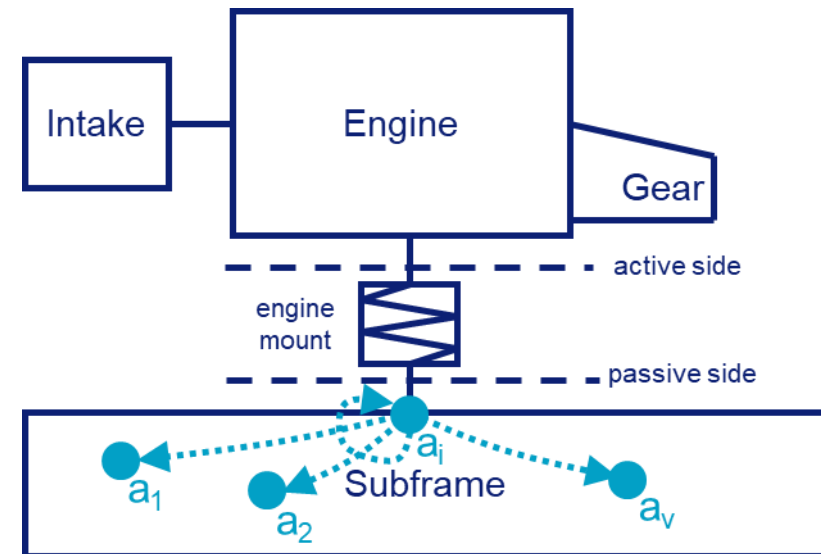 Intake
Engine
Gear
active side
engine
mount
passive side
aᵢ
a₁
a₂
Subframe
aᵥ